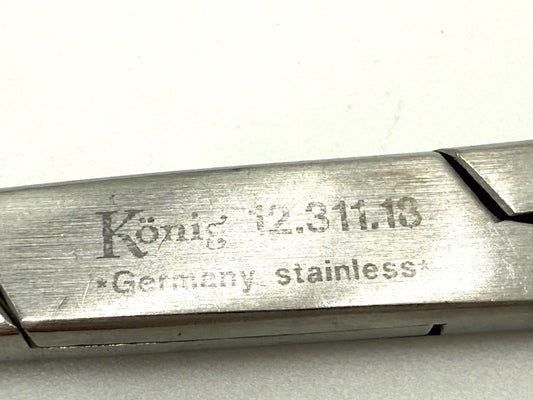 König 12.311.13
*Germany stainless*